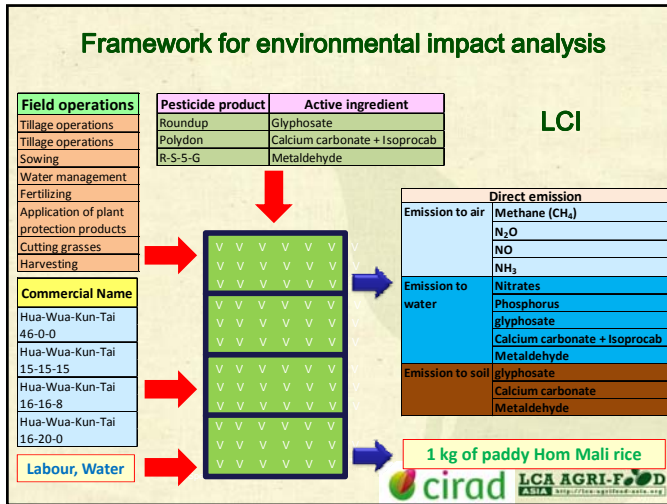 Framework for environmental impact analysis
Field operations
Tillage operations
Tillage operations
Sowing
Water management
Fertilizing
Application of plant
protection products
Cutting grasses
Harvesting
Pesticide product Active ingredient
Roundup Glyphosate
Polydon Calcium carbonate + Isoprocab
R-S-5-G Metaldehyde
LCI
Commercial Name
Hua-Wua-Kun-Tai
46-0-0
Hua-Wua-Kun-Tai
15-15-15
Hua-Wua-Kun-Tai
16-16-8
Hua-Wua-Kun-Tai
16-20-0
Labour, Water
V V V V V V V
V V V V V V V
V V V V V V V
V V V V V V V
V V V V V V V
V V V V V V V
V V V V V V V
V V V V V V V
V V V V V V V
V V V V V V V
V V V V V V V
V V V V V V V
Direct emission
Emission to air Methane (CH₄)
N₂O
NO
NH₃
Emission to Nitrates
water Phosphorus
glyphosate
Calcium carbonate + Isoprocab
Metaldehyde
Emission to soil glyphosate
Calcium carbonate
Metaldehyde
1 kg of paddy Hom Mali rice
cirad LCA AGRI-FOOD
ASIA http://lca-agrifood-asia.org